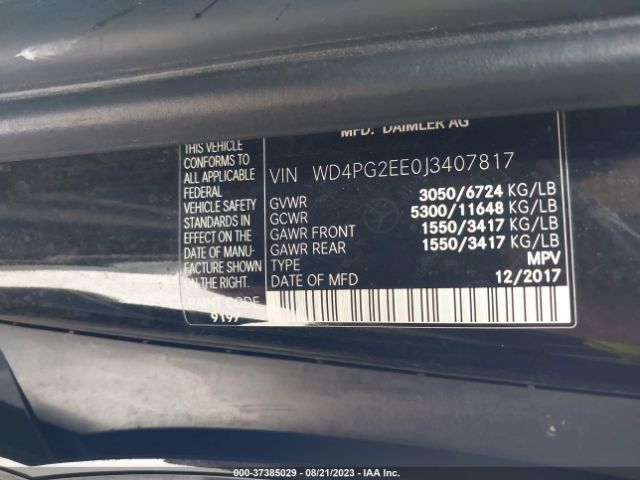 MFD. DAIMLER AG
THIS VEHICLE
CONFORMS TO
ALL APPLICABLE
FEDERAL
VEHICLE SAFETY
STANDARDS IN
EFFECT ON THE
DATE OF MANU-
FACTURE SHOWN
ON THE RIGHT.
PAINT CODE
9197
VIN WD4PG2EE0J3407817
GVWR 3050/6724 KG/LB
GCWR 5300/11648 KG/LB
GAWR FRONT 1550/3417 KG/LB
GAWR REAR 1550/3417 KG/LB
TYPE MPV
DATE OF MFD 12/2017
000-37385029 - 08/21/2023 - IAA Inc.